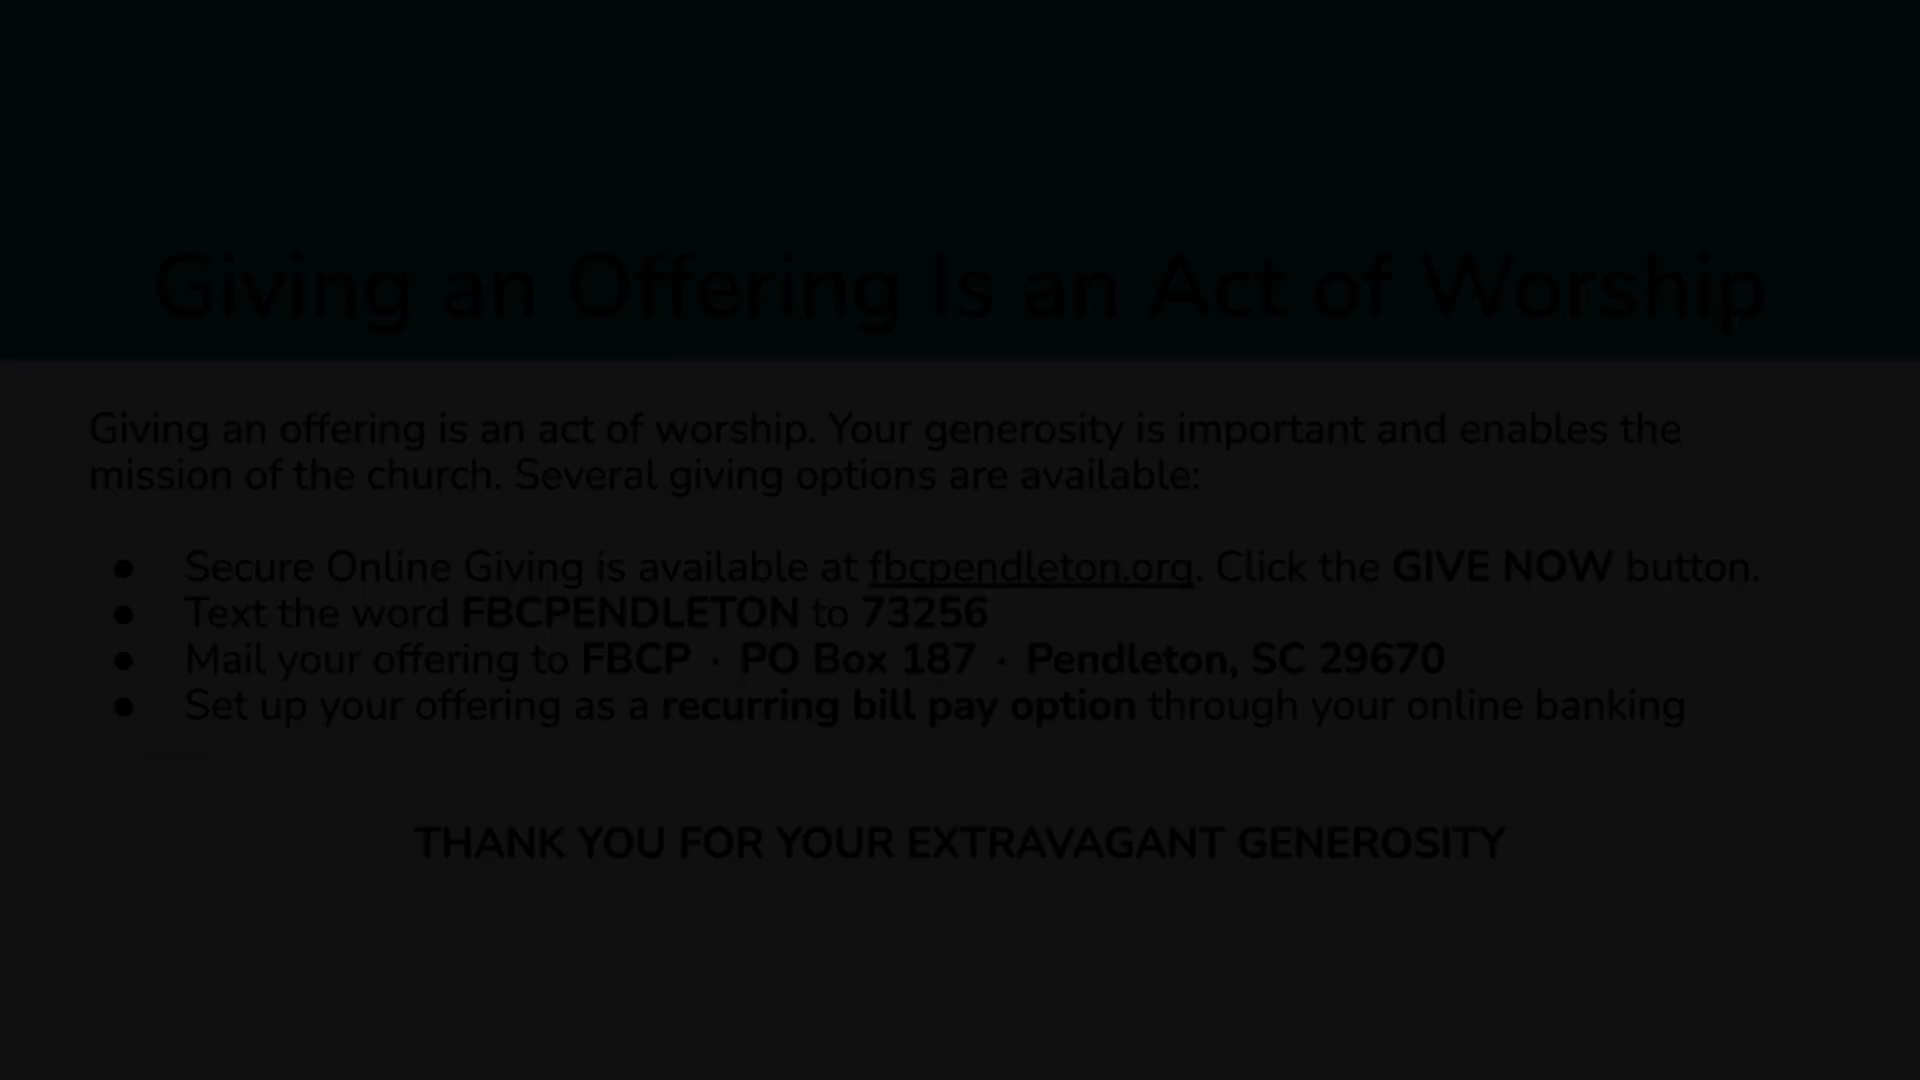 Giving an Offering Is an Act of Worship
Giving an offering is an act of worship. Your generosity is important and enables the
mission of the church. Several giving options are available:
● Secure Online Giving is available at fbcpendleton.org. Click the GIVE NOW button.
● Text the word FBCPENDLETON to 73256
● Mail your offering to FBCP · PO Box 187 · Pendleton, SC 29670
● Set up your offering as a recurring bill pay option through your online banking
THANK YOU FOR YOUR EXTRAVAGANT GENEROSITY